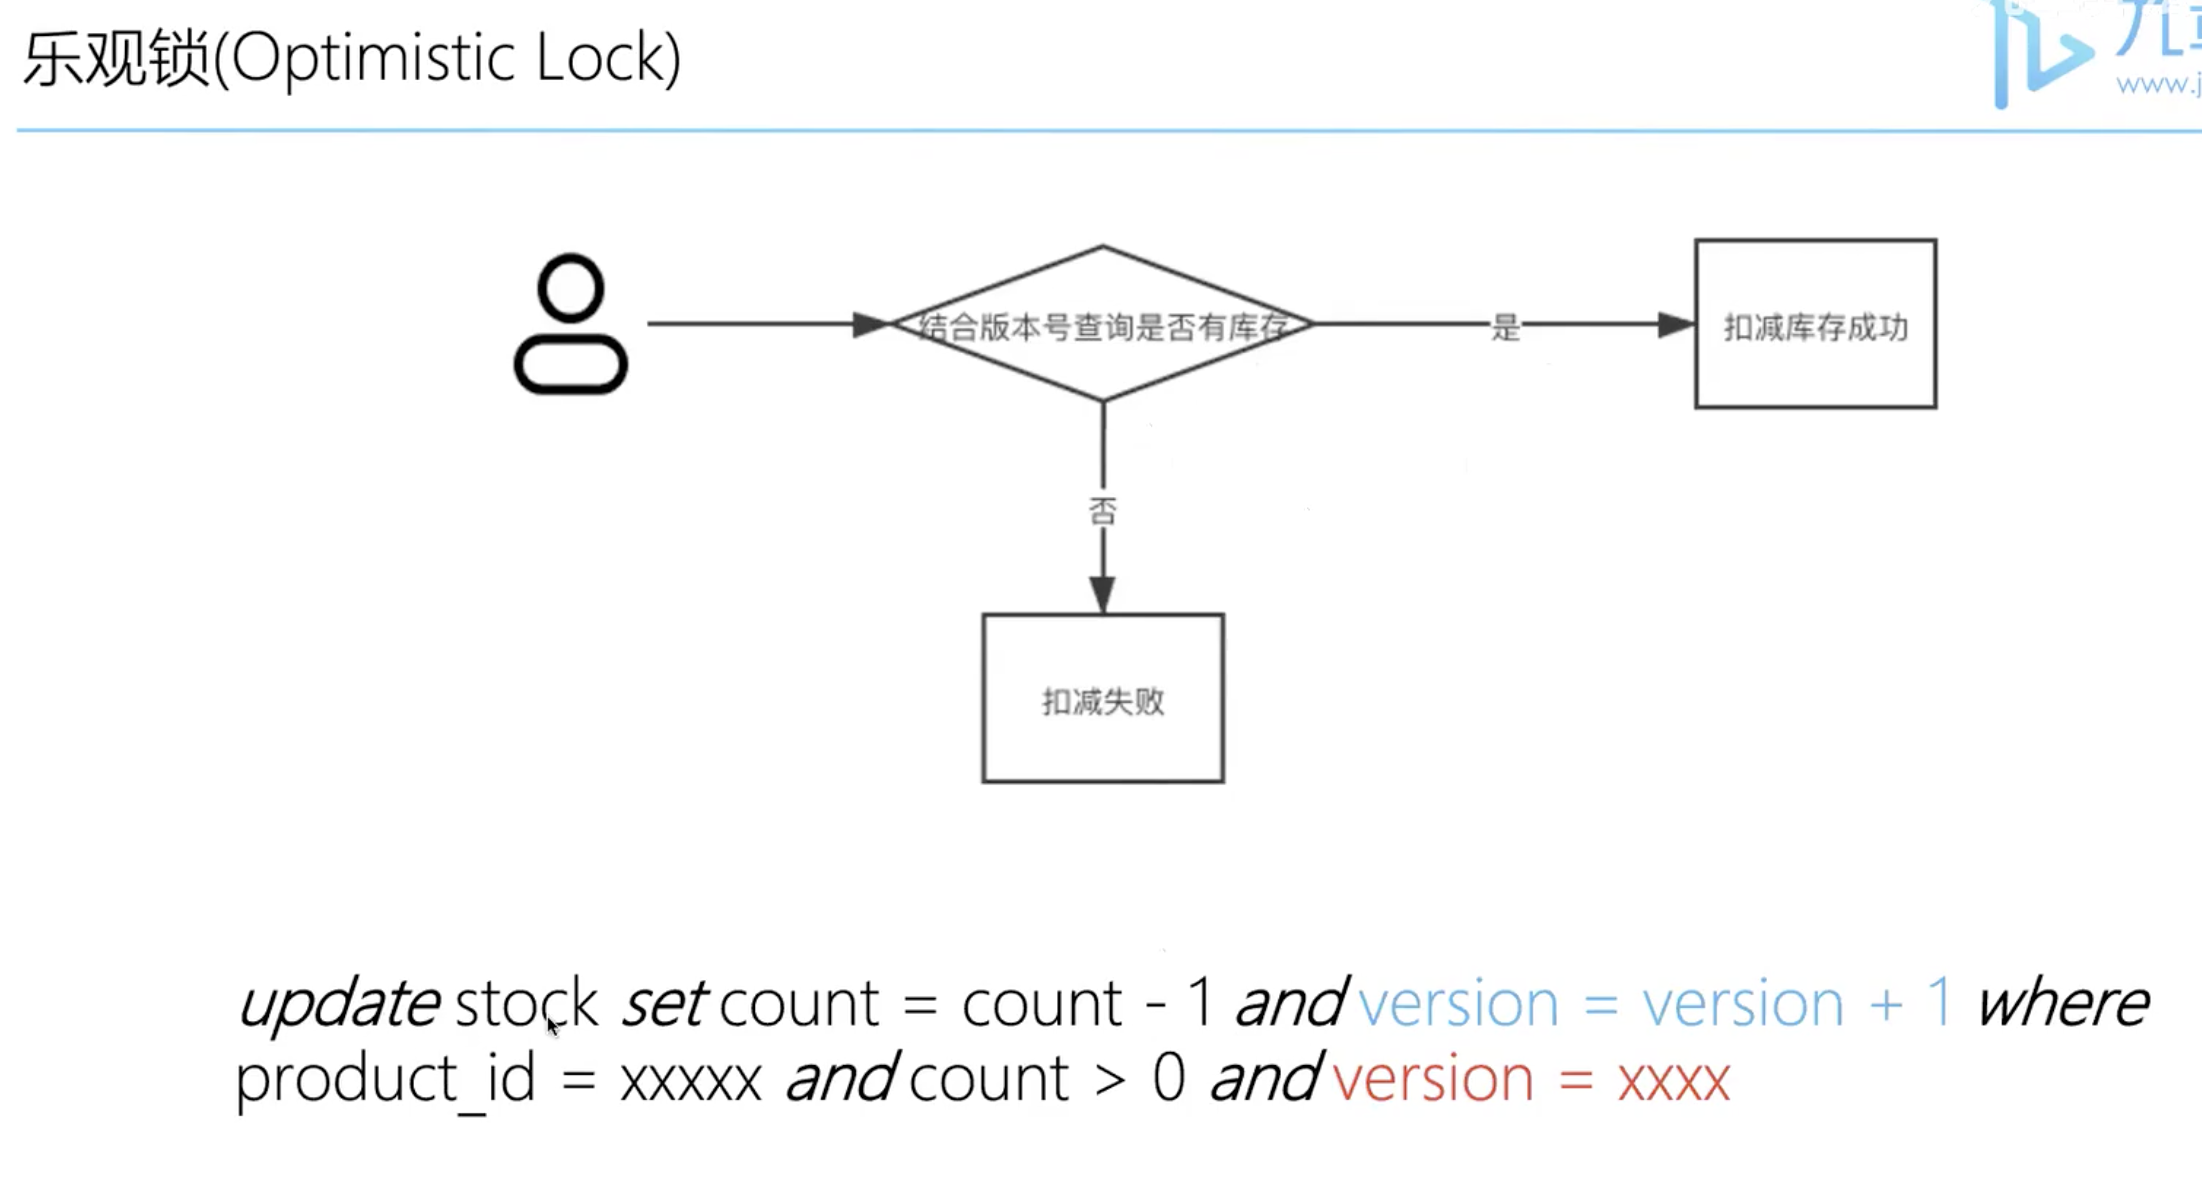 乐观锁(Optimistic Lock)
www.j
结合版本号查询是否有库存
是
扣减库存成功
否
扣减失败
update stock set count = count - 1 and version = version + 1 where
product_id = xxxxx and count > 0 and version = xxxx